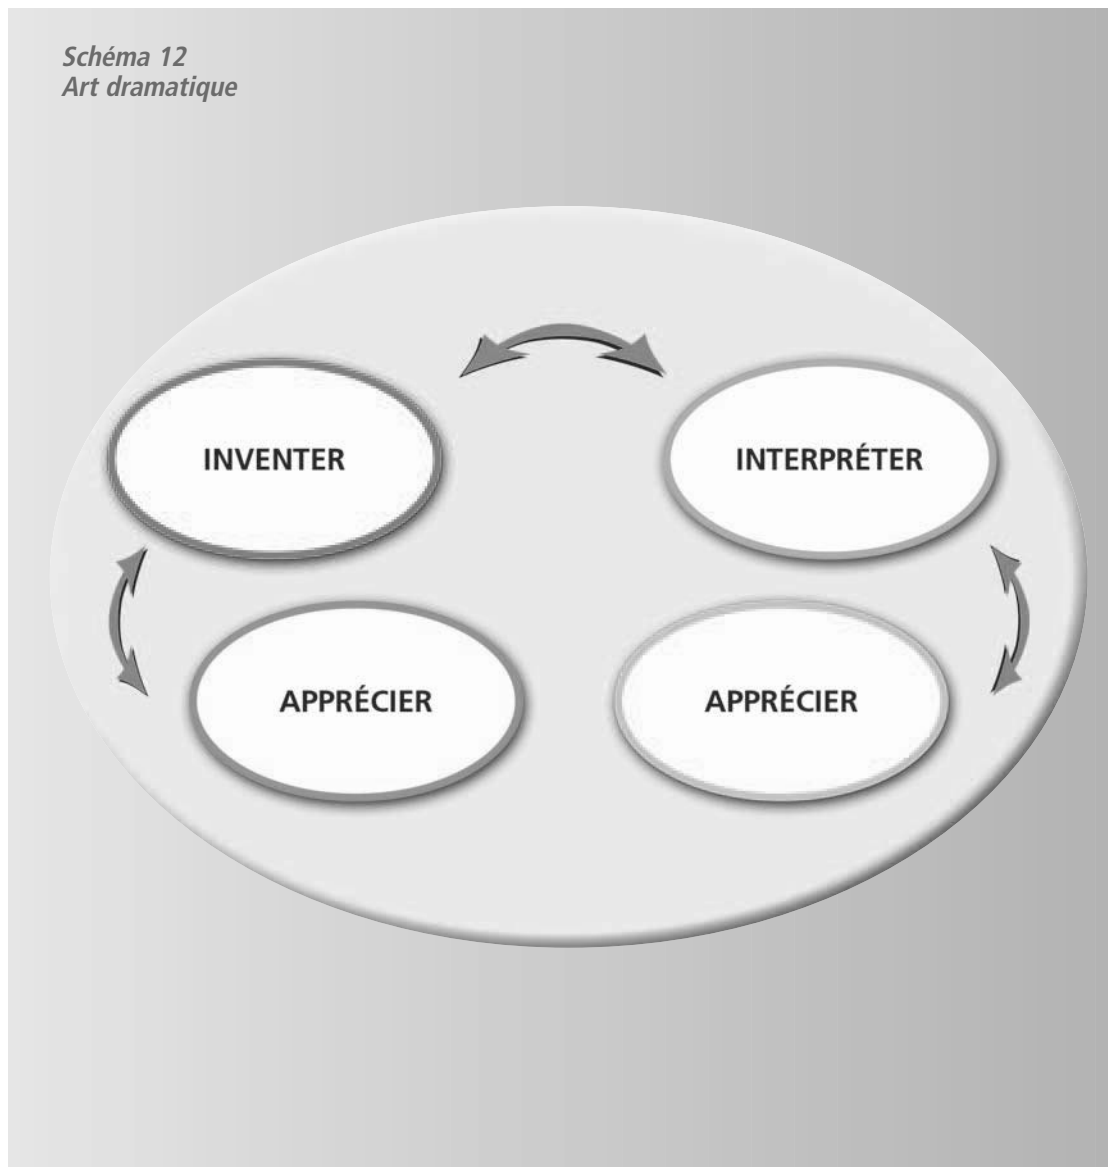 Schéma 12
Art dramatique
INVENTER
INTERPRÉTER
APPRÉCIER
APPRÉCIER